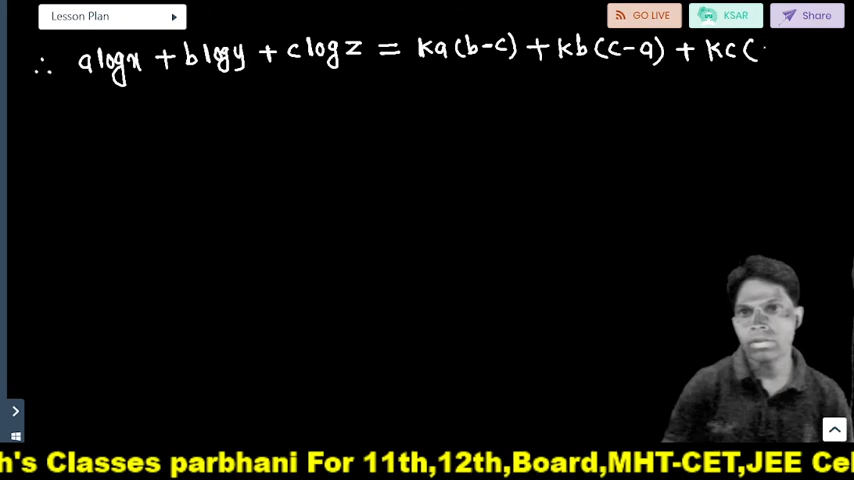 Lesson Plan
GO LIVE
KSAR
Share
∴ alogx + blogy + clogz = ka(b-c) + kb(c-a) + kc(
h's Classes parbhani For 11th,12th,Board,MHT-CET,JEE Cel